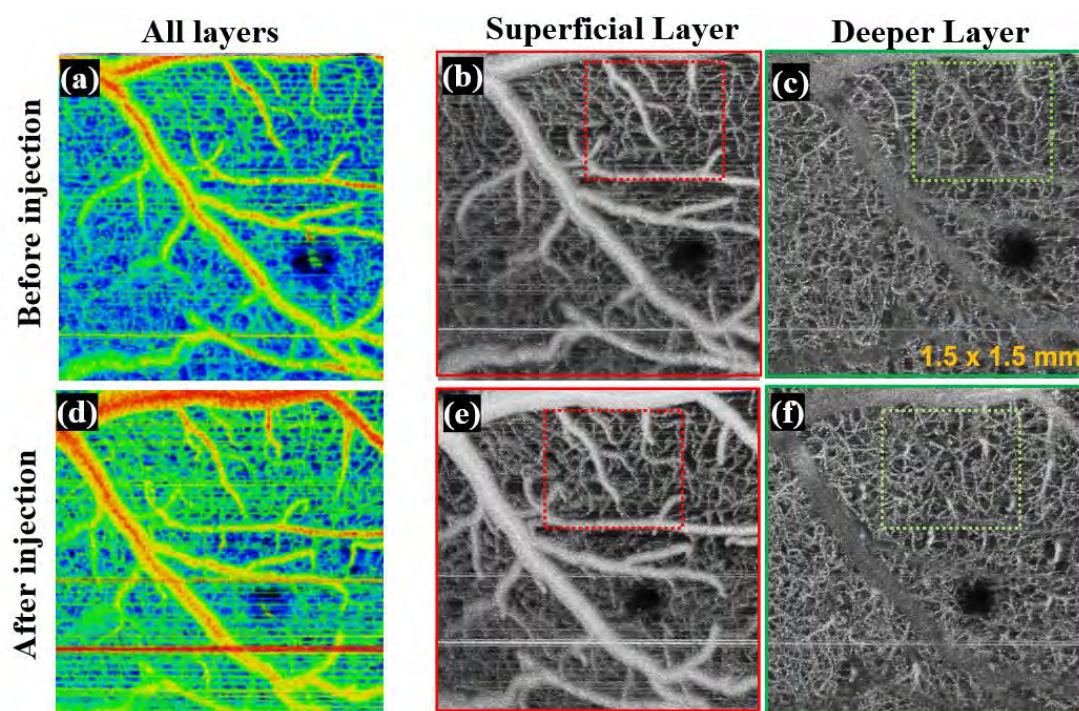 All layers
Superficial Layer
Deeper Layer
Before injection
(a)
(b)
(c)
1.5 x 1.5 mm
After injection
(d)
(e)
(f)